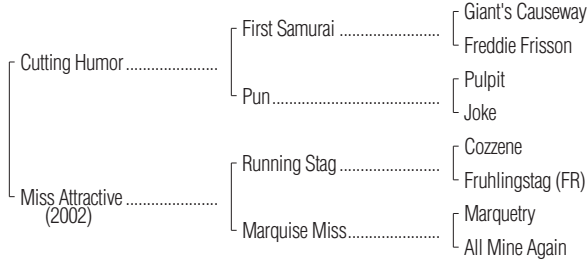 Giant's Causeway
First Samurai ........................
Freddie Frisson
Cutting Humor ......................
Pulpit
Pun........................................
Joke
Cozzene
Running Stag ........................
Fruhlingstag (FR)
Miss Attractive ......................
(2002)
Marquetry
Marquise Miss......................
All Mine Again